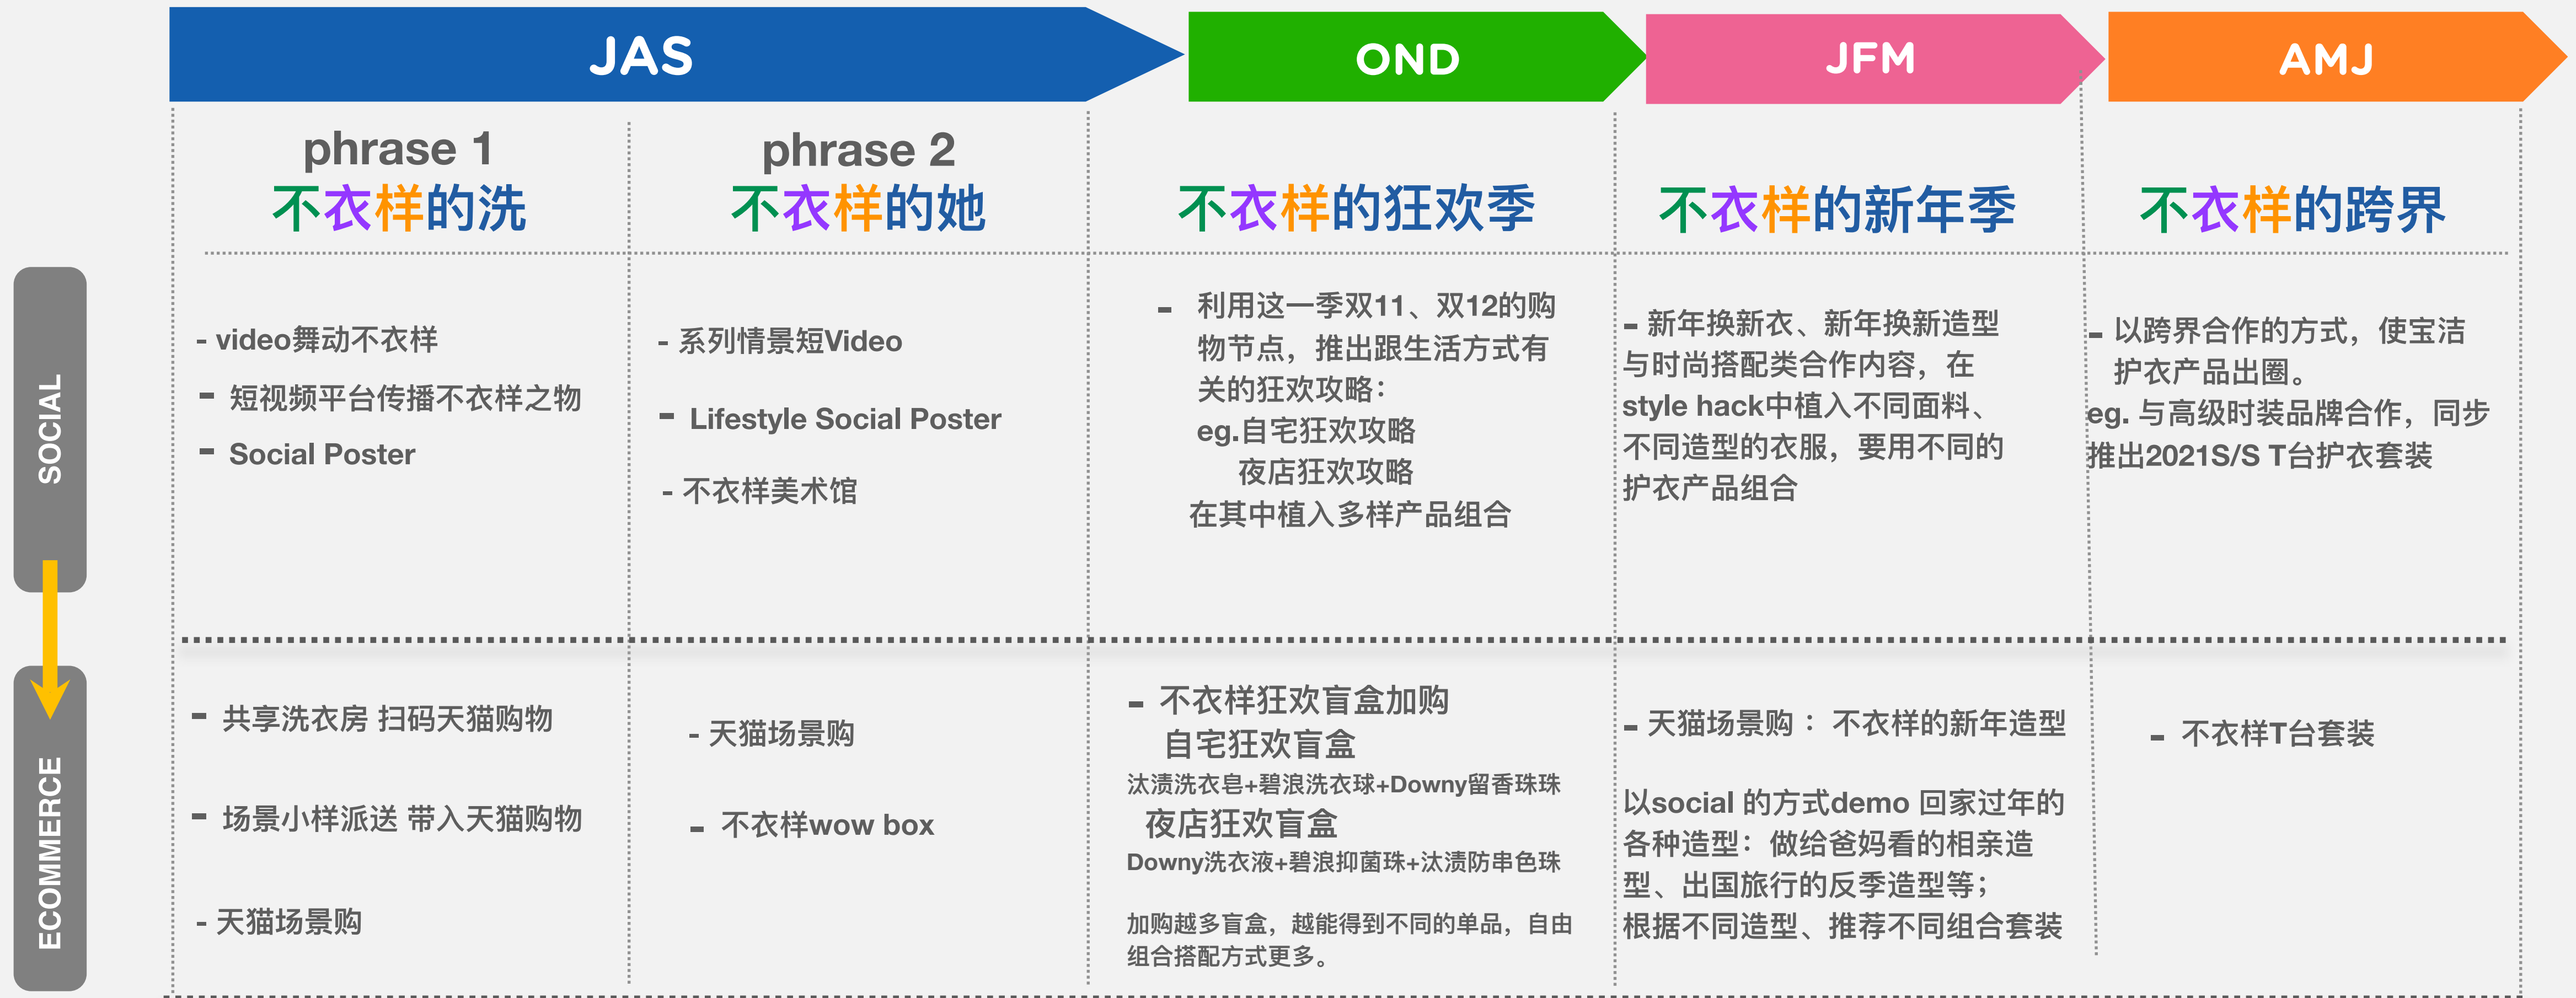 JAS
OND
JFM
AMJ
phrase 1
不衣样的洗
phrase 2
不衣样的她
不衣样的狂欢季
不衣样的新年季
不衣样的跨界
SOCIAL
- video舞动不衣样
- 短视频平台传播不衣样之物
- Social Poster
- 系列情景短Video
- Lifestyle Social Poster
- 不衣样美术馆
- 利用这一季双11、双12的购
物节点，推出跟生活方式有
关的狂欢攻略：
eg.自宅狂欢攻略
夜店狂欢攻略
在其中植入多样产品组合
- 新年换新衣、新年换新造型
与时尚搭配类合作内容，在
style hack中植入不同面料、
不同造型的衣服，要用不同的
护衣产品组合
- 以跨界合作的方式，使宝洁
护衣产品出圈。
eg. 与高级时装品牌合作，同步
推出2021S/S T台护衣套装
ECOMMERCE
- 共享洗衣房 扫码天猫购物
- 场景小样派送 带入天猫购物
- 天猫场景购
- 天猫场景购
- 不衣样wow box
- 不衣样狂欢盲盒加购
自宅狂欢盲盒
汰渍洗衣皂+碧浪洗衣球+Downy留香珠珠
夜店狂欢盲盒
Downy洗衣液+碧浪抑菌珠+汰渍防串色珠
加购越多盲盒，越能得到不同的单品，自由
组合搭配方式更多。
- 天猫场景购 ：不衣样的新年造型
以social 的方式demo 回家过年的
各种造型：做给爸妈看的相亲造
型、出国旅行的反季造型等；
根据不同造型、推荐不同组合套装
- 不衣样T台套装